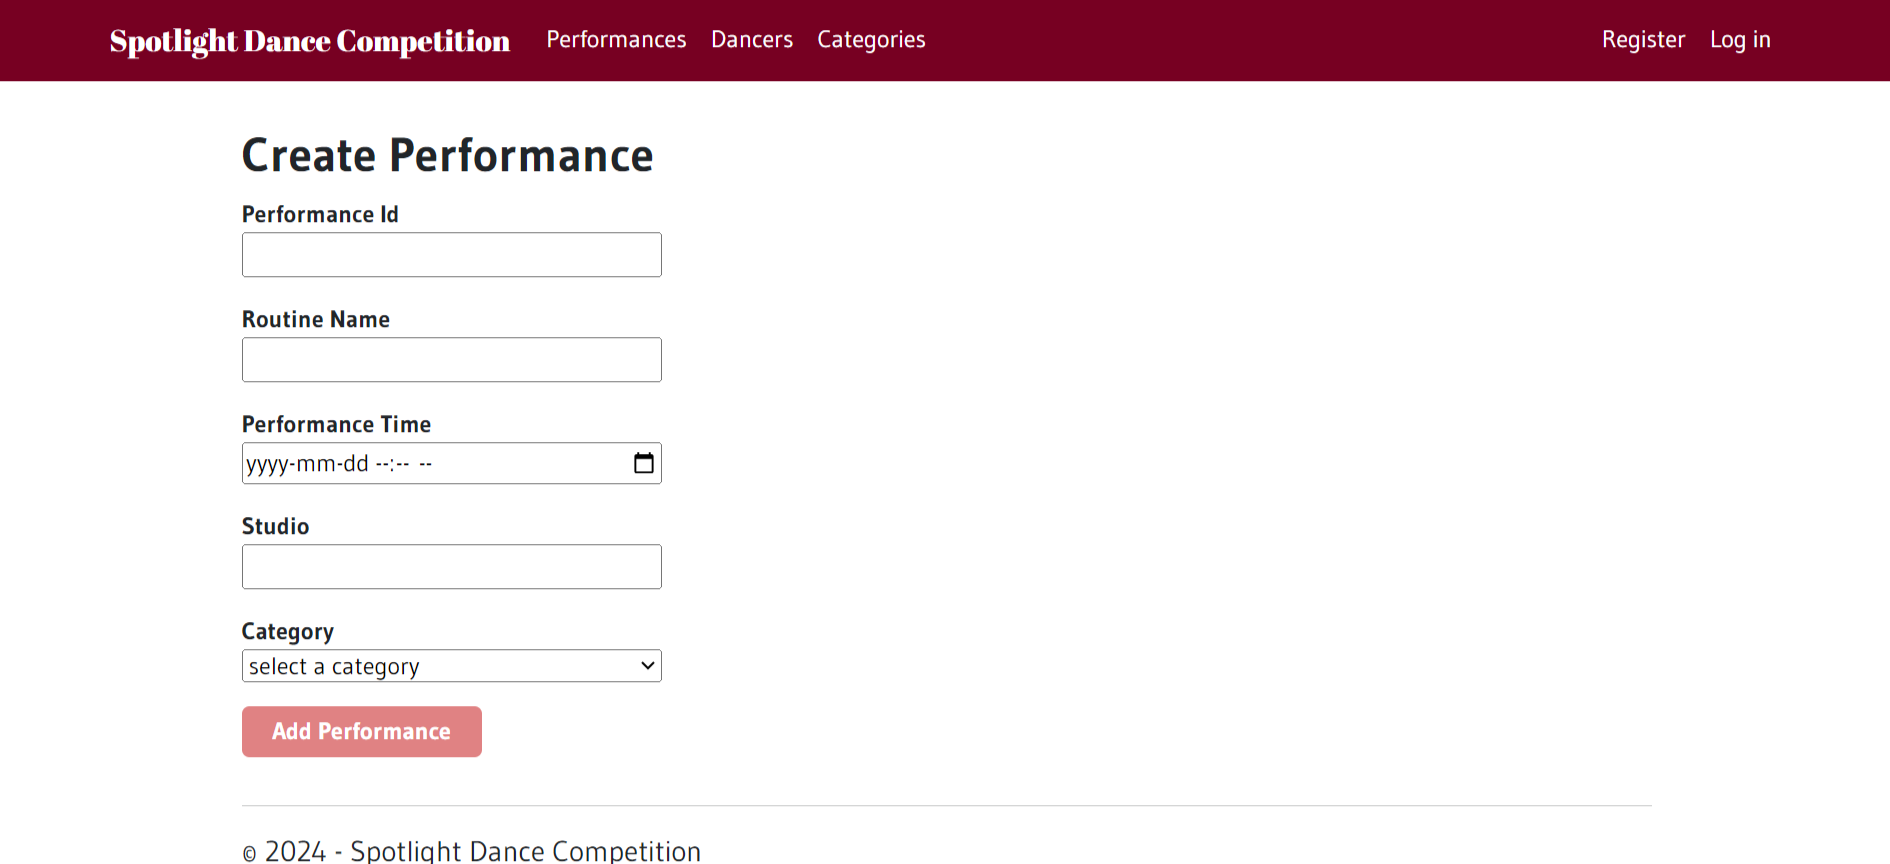 Spotlight Dance Competition Performances Dancers Categories Register Log in
Create Performance
Performance Id
Routine Name
Performance Time
yyyy-mm-dd --:-- --
Studio
Category
select a category
Add Performance
© 2024 - Spotlight Dance Competition